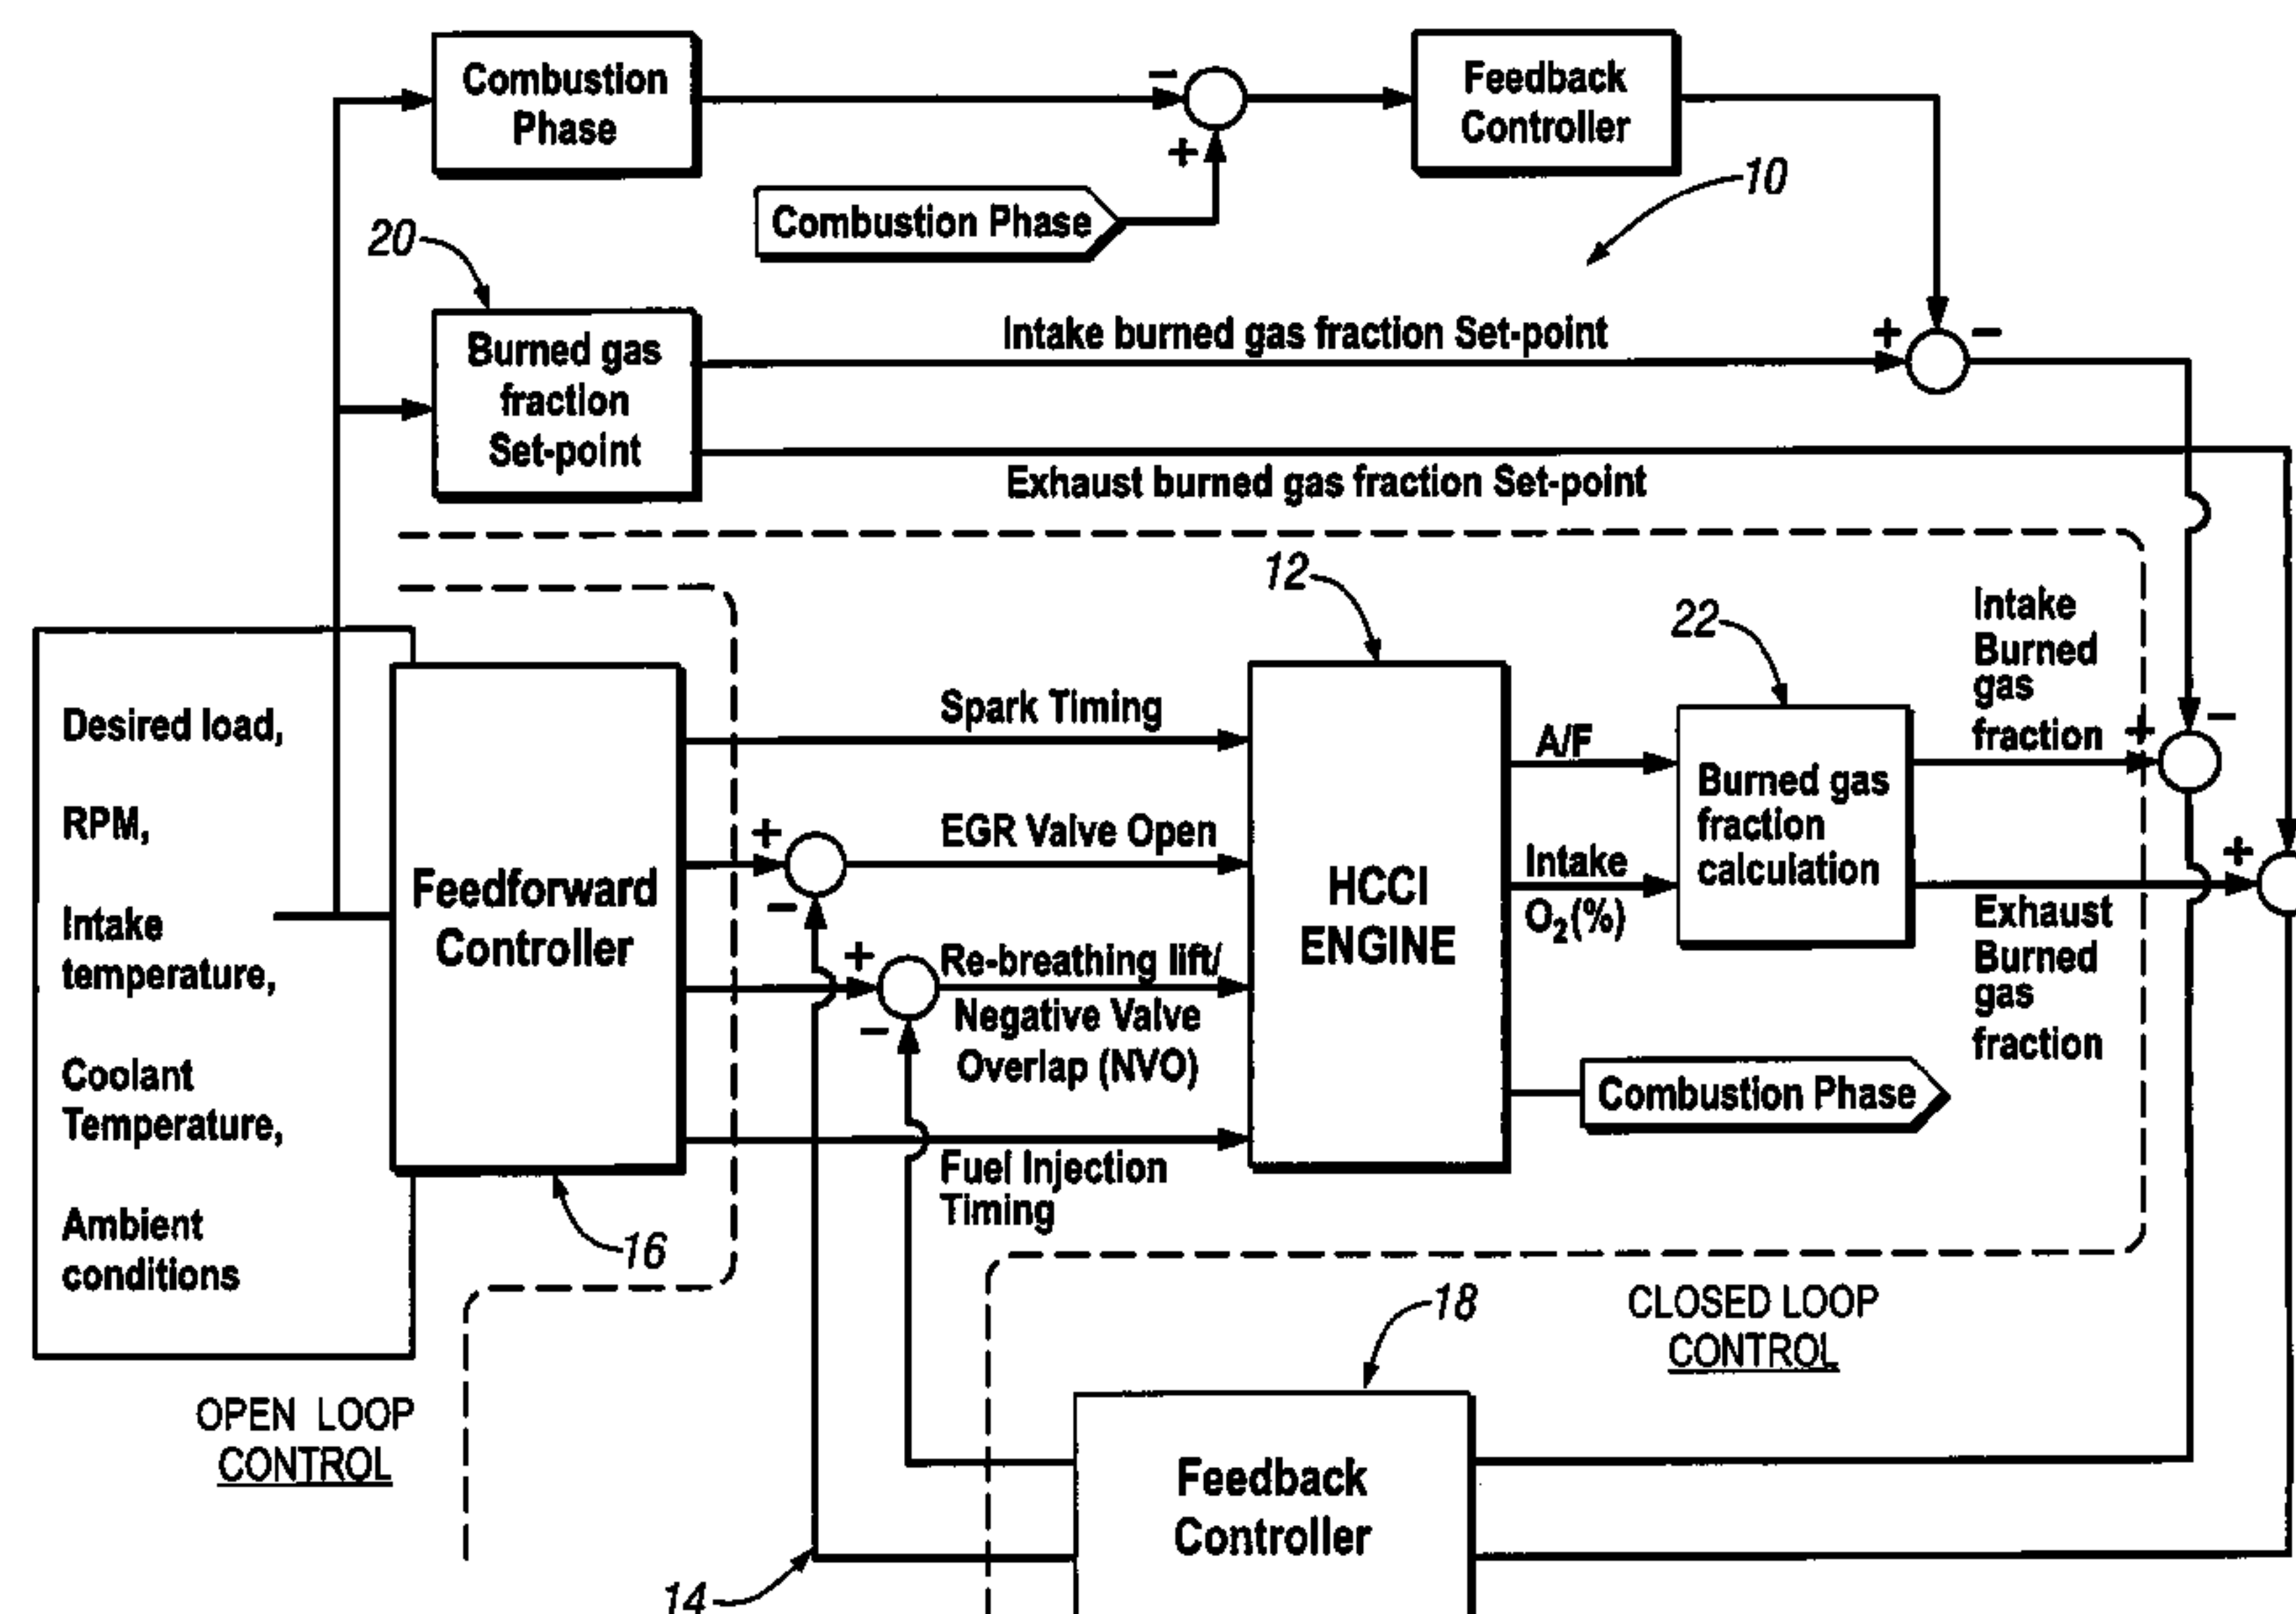 Combustion
Phase
−
+
Feedback
Controller
Combustion Phase
10
20
Burned gas
fraction
Set-point
Intake burned gas fraction Set-point
+
−
Exhaust burned gas fraction Set-point
12
22
Intake
Burned
gas
fraction
+
−
Desired load,
RPM,
Intake
temperature,
Coolant
Temperature,
Ambient
conditions
Feedforward
Controller
16
Spark Timing
+
−
EGR Valve Open
+
−
Re-breathing lift/
Negative Valve
Overlap (NVO)
Fuel Injection
Timing
HCCI
ENGINE
A/F
Intake
O₂(%)
Burned gas
fraction
calculation
+
Exhaust
Burned
gas
fraction
Combustion Phase
OPEN LOOP
CONTROL
18
CLOSED LOOP
CONTROL
Feedback
Controller
14